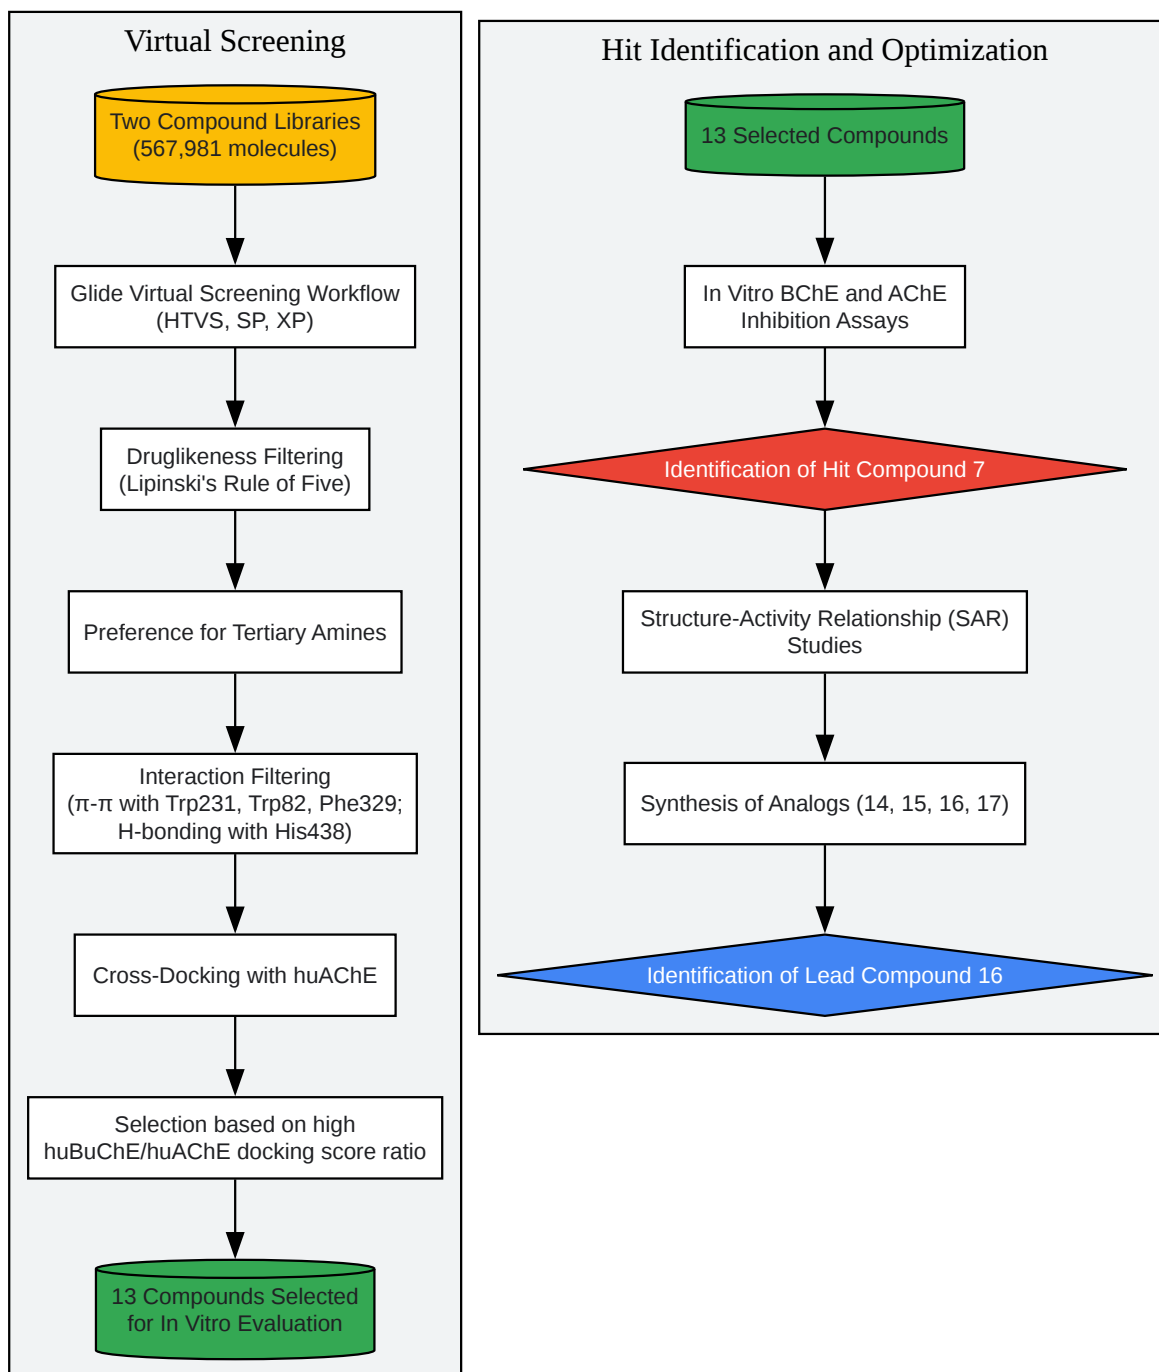 Virtual Screening
Two Compound Libraries
(567,981 molecules)
Glide Virtual Screening Workflow
(HTVS, SP, XP)
Druglikeness Filtering
(Lipinski's Rule of Five)
Preference for Tertiary Amines
Interaction Filtering
(π-π with Trp231, Trp82, Phe329;
H-bonding with His438)
Cross-Docking with huAChE
Selection based on high
huBuChE/huAChE docking score ratio
13 Compounds Selected
for In Vitro Evaluation
Hit Identification and Optimization
13 Selected Compounds
In Vitro BChE and AChE
Inhibition Assays
Identification of Hit Compound 7
Structure-Activity Relationship (SAR)
Studies
Synthesis of Analogs (14, 15, 16, 17)
Identification of Lead Compound 16